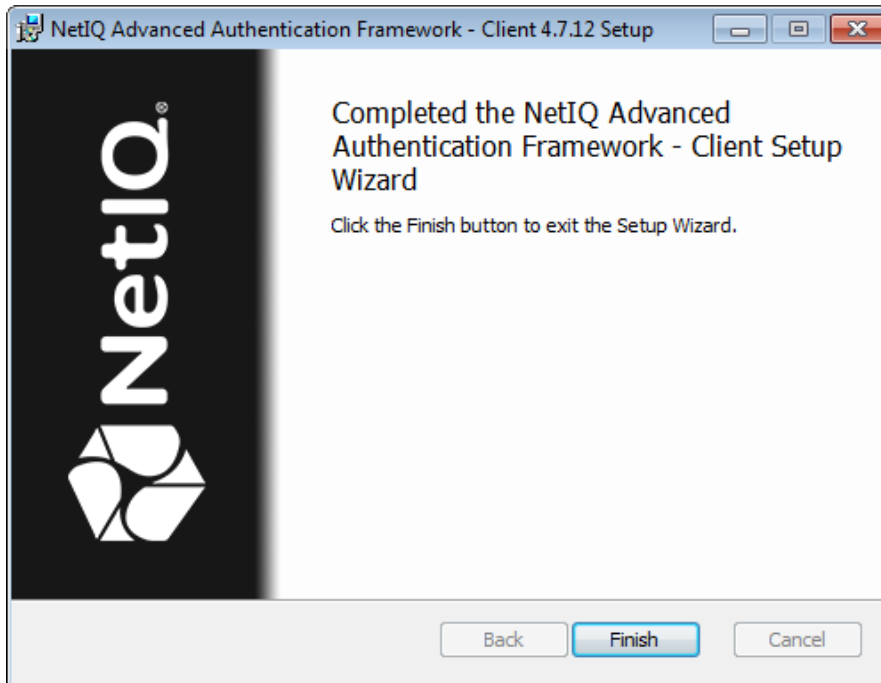 NetIQ Advanced Authentication Framework - Client 4.7.12 Setup
NetIQ®
Completed the NetIQ Advanced
Authentication Framework - Client Setup
Wizard
Click the Finish button to exit the Setup Wizard.
Back Finish Cancel